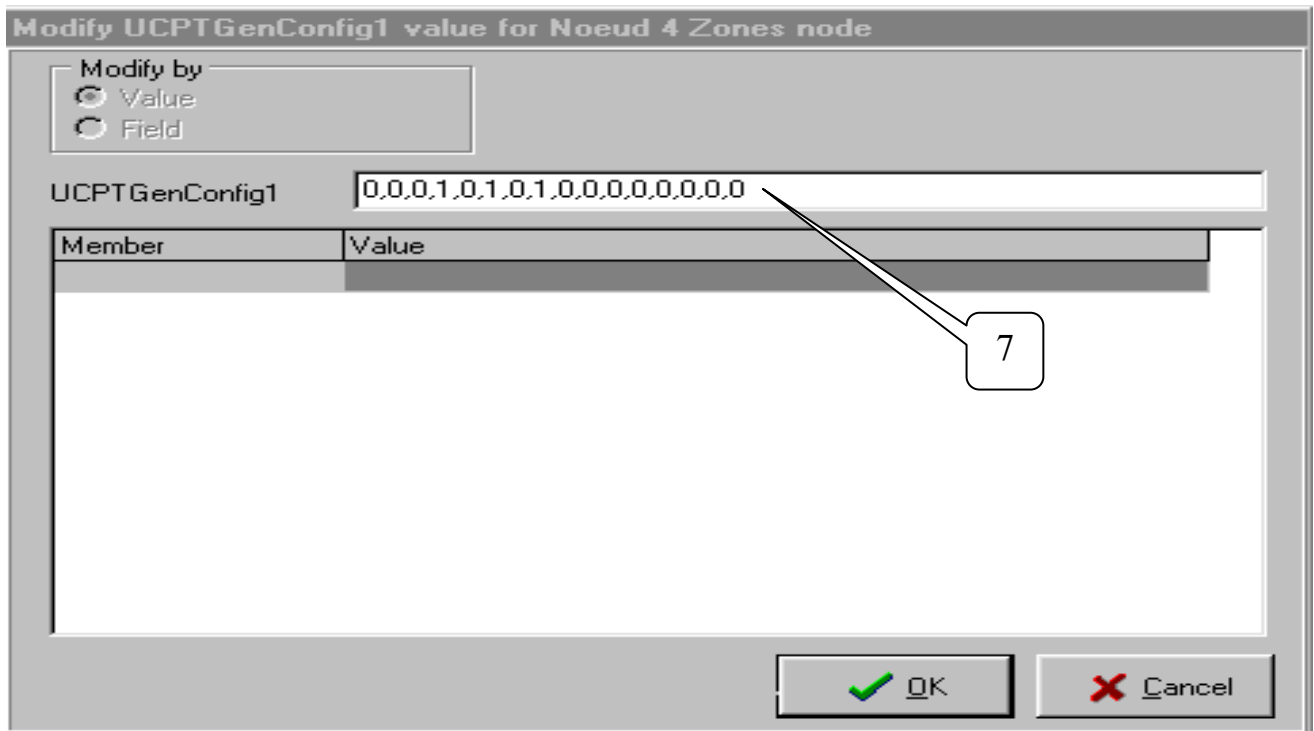 Modify UCPTGenConfig1 value for Noeud 4 Zones node
Modify by
Value
Field
UCPTGenConfig1 0,0,0,1,0,1,0,1,0,0,0,0,0,0,0,0
Member Value
7
OK Cancel